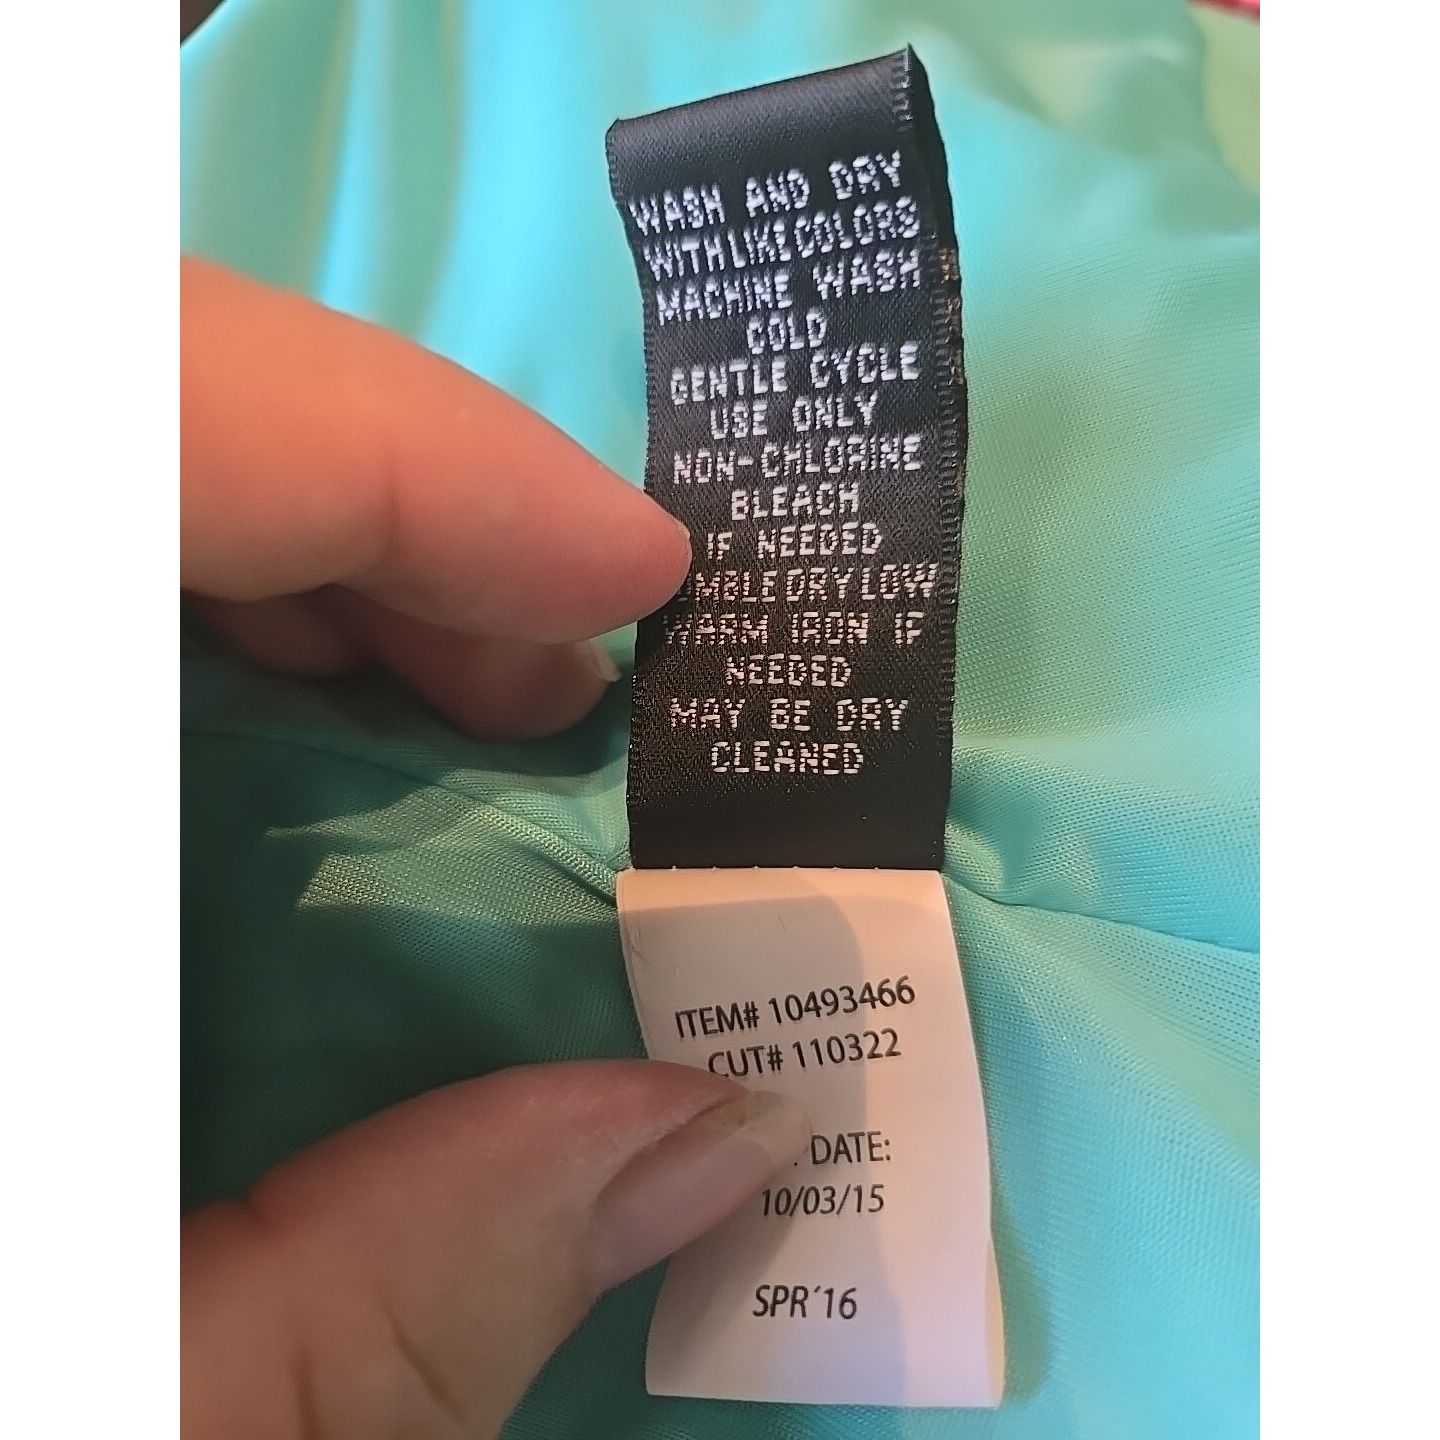 WASH AND DRY
WITH LIKE COLORS
MACHINE WASH
COLD
GENTLE CYCLE
USE ONLY
NON-CHLORINE
BLEACH
IF NEEDED
UMBLE DRY LOW
WARM IRON IF
NEEDED
MAY BE DRY
CLEANED
ITEM# 10493466
CUT# 110322
DATE:
10/03/15
SPR´16